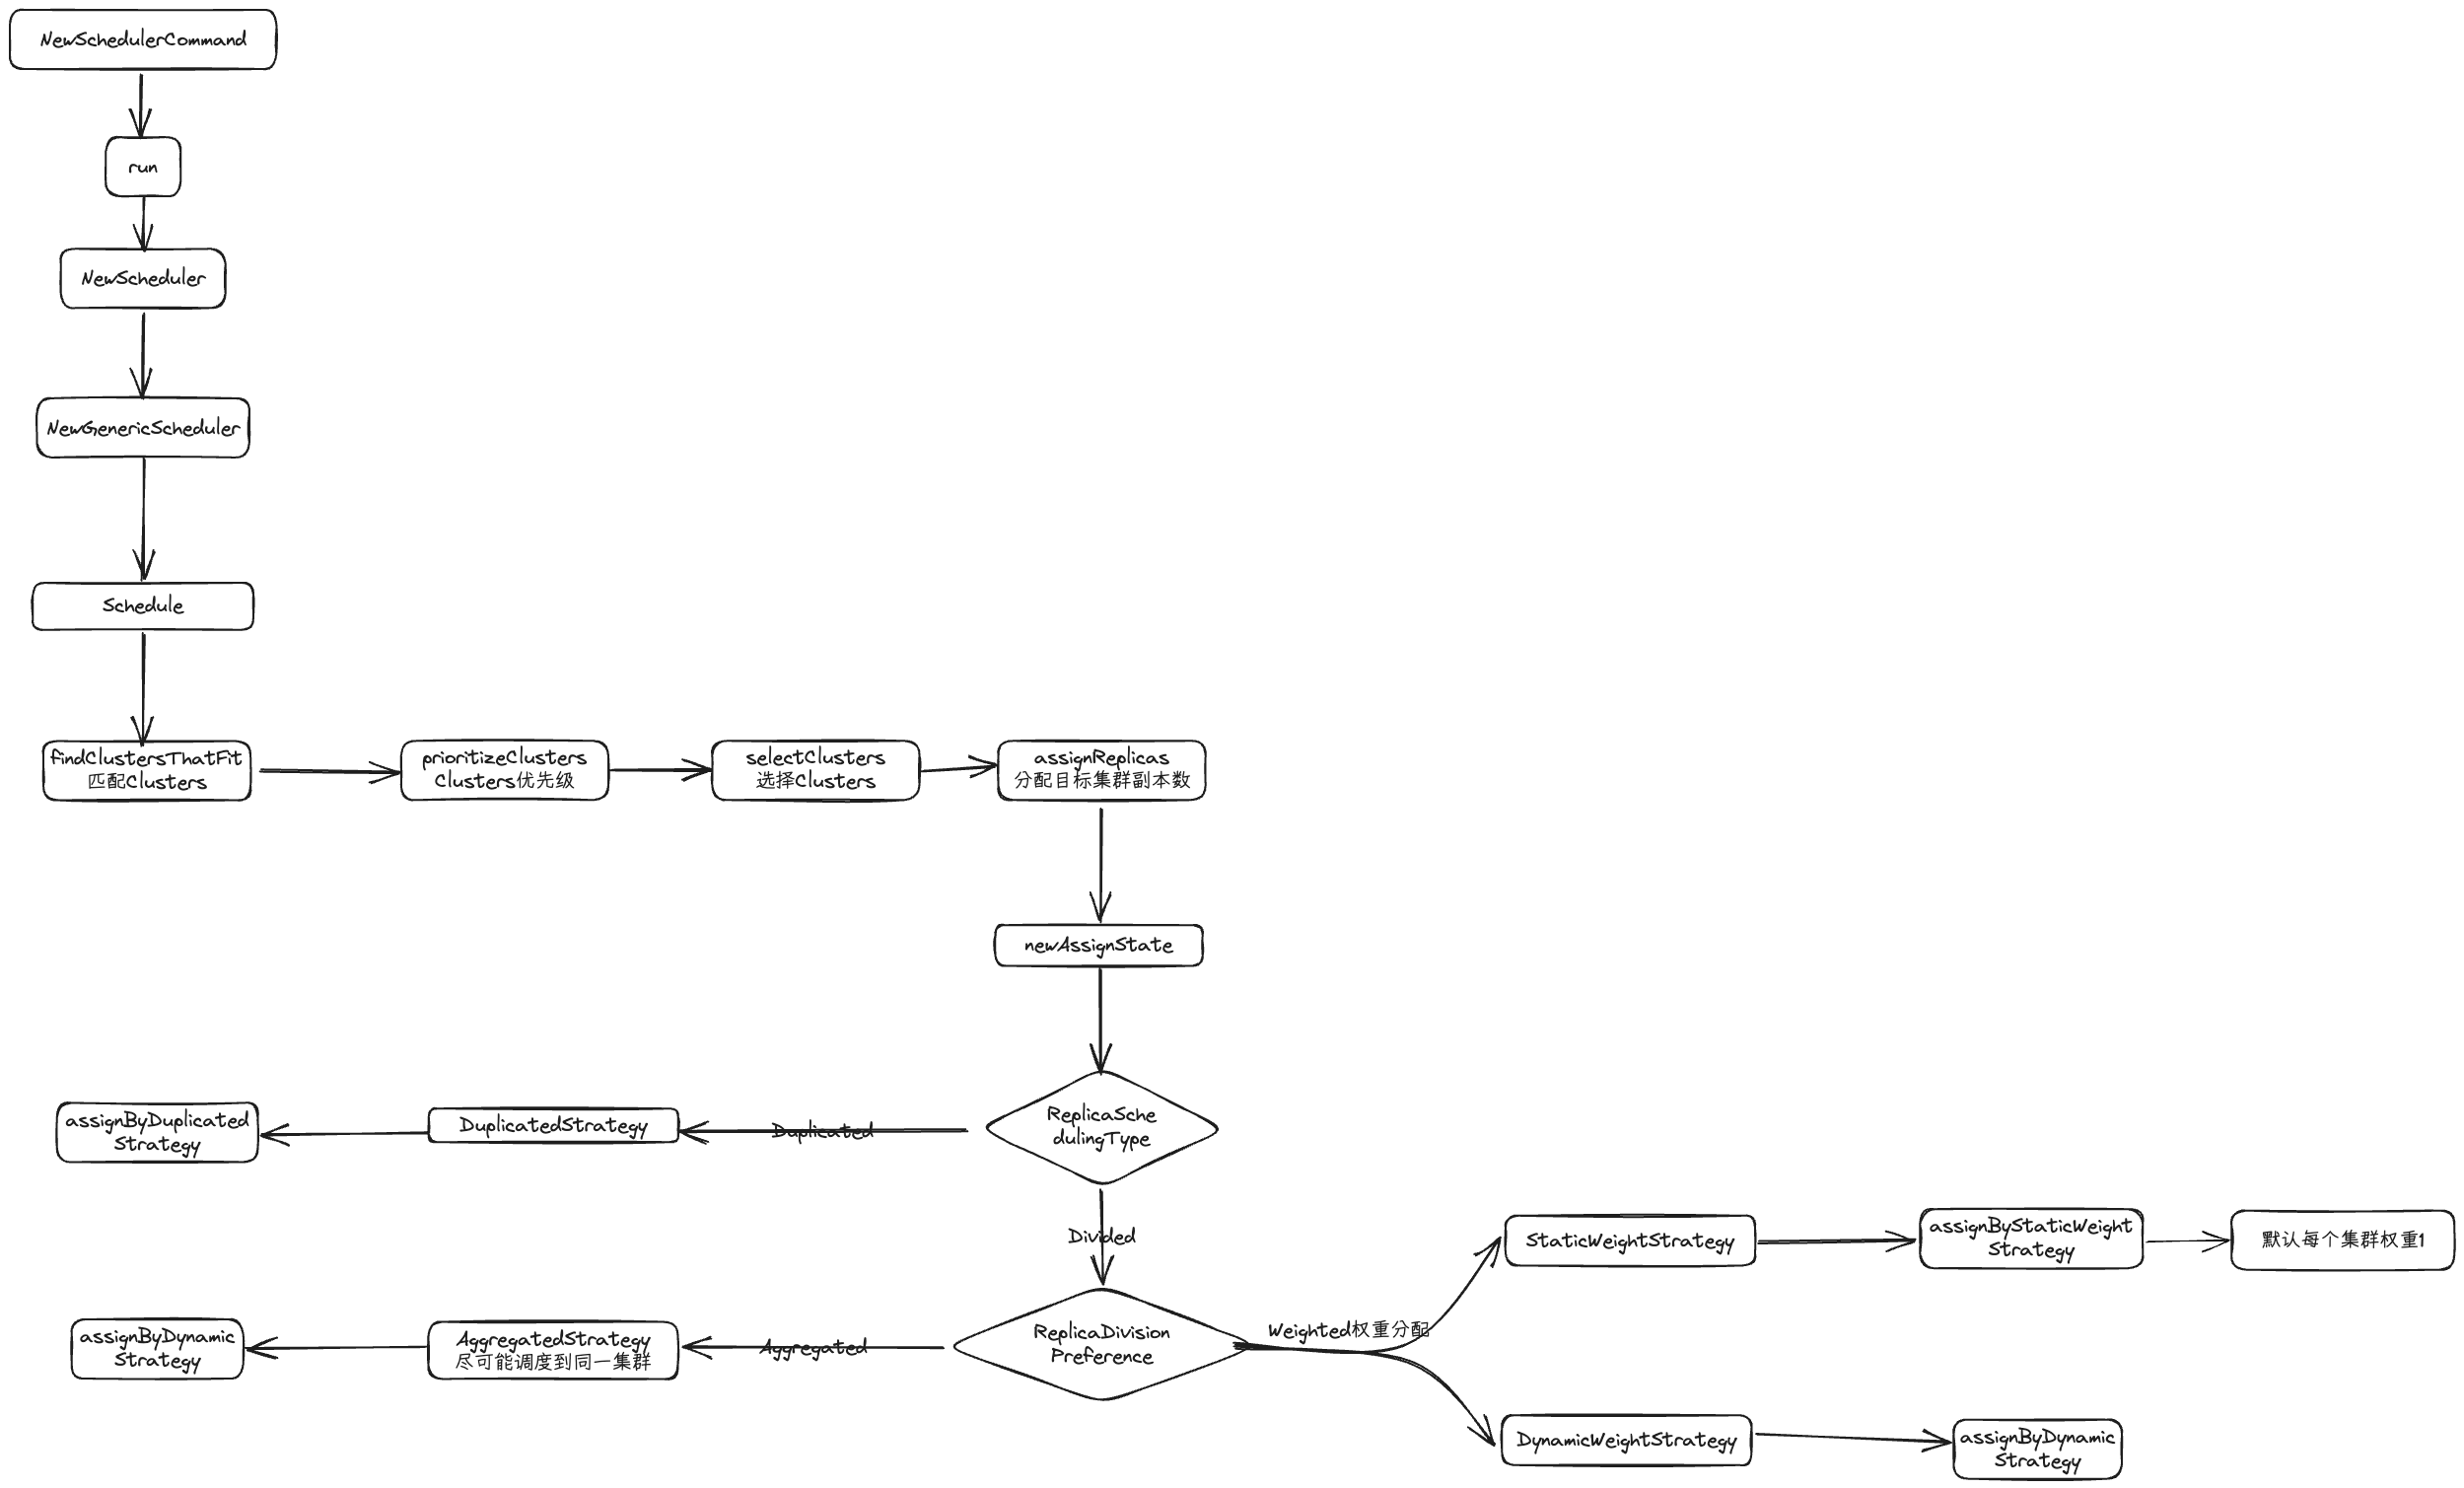 NewSchedulerCommand
run
NewScheduler
NewGenericScheduler
Schedule
findClustersThatFit
匹配Clusters
prioritizeClusters
Clusters优先级
selectClusters
选择Clusters
assignReplicas
分配目标集群副本数
newAssignState
ReplicaSche
dulingType
Duplicated
DuplicatedStrategy
assignByDuplicated
Strategy
Divided
ReplicaDivision
Preference
Aggregated
AggregatedStrategy
尽可能调度到同一集群
assignByDynamic
Strategy
Weighted权重分配
StaticWeightStrategy
assignByStaticWeight
Strategy
默认每个集群权重1
DynamicWeightStrategy
assignByDynamic
Strategy